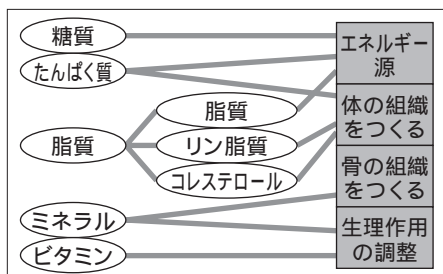 糖質
たんぱく質
脂質
脂質
リン脂質
コレステロール
ミネラル
ビタミン
エネルギー
源
体の組織
をつくる
骨の組織
をつくる
生理作用
の調整